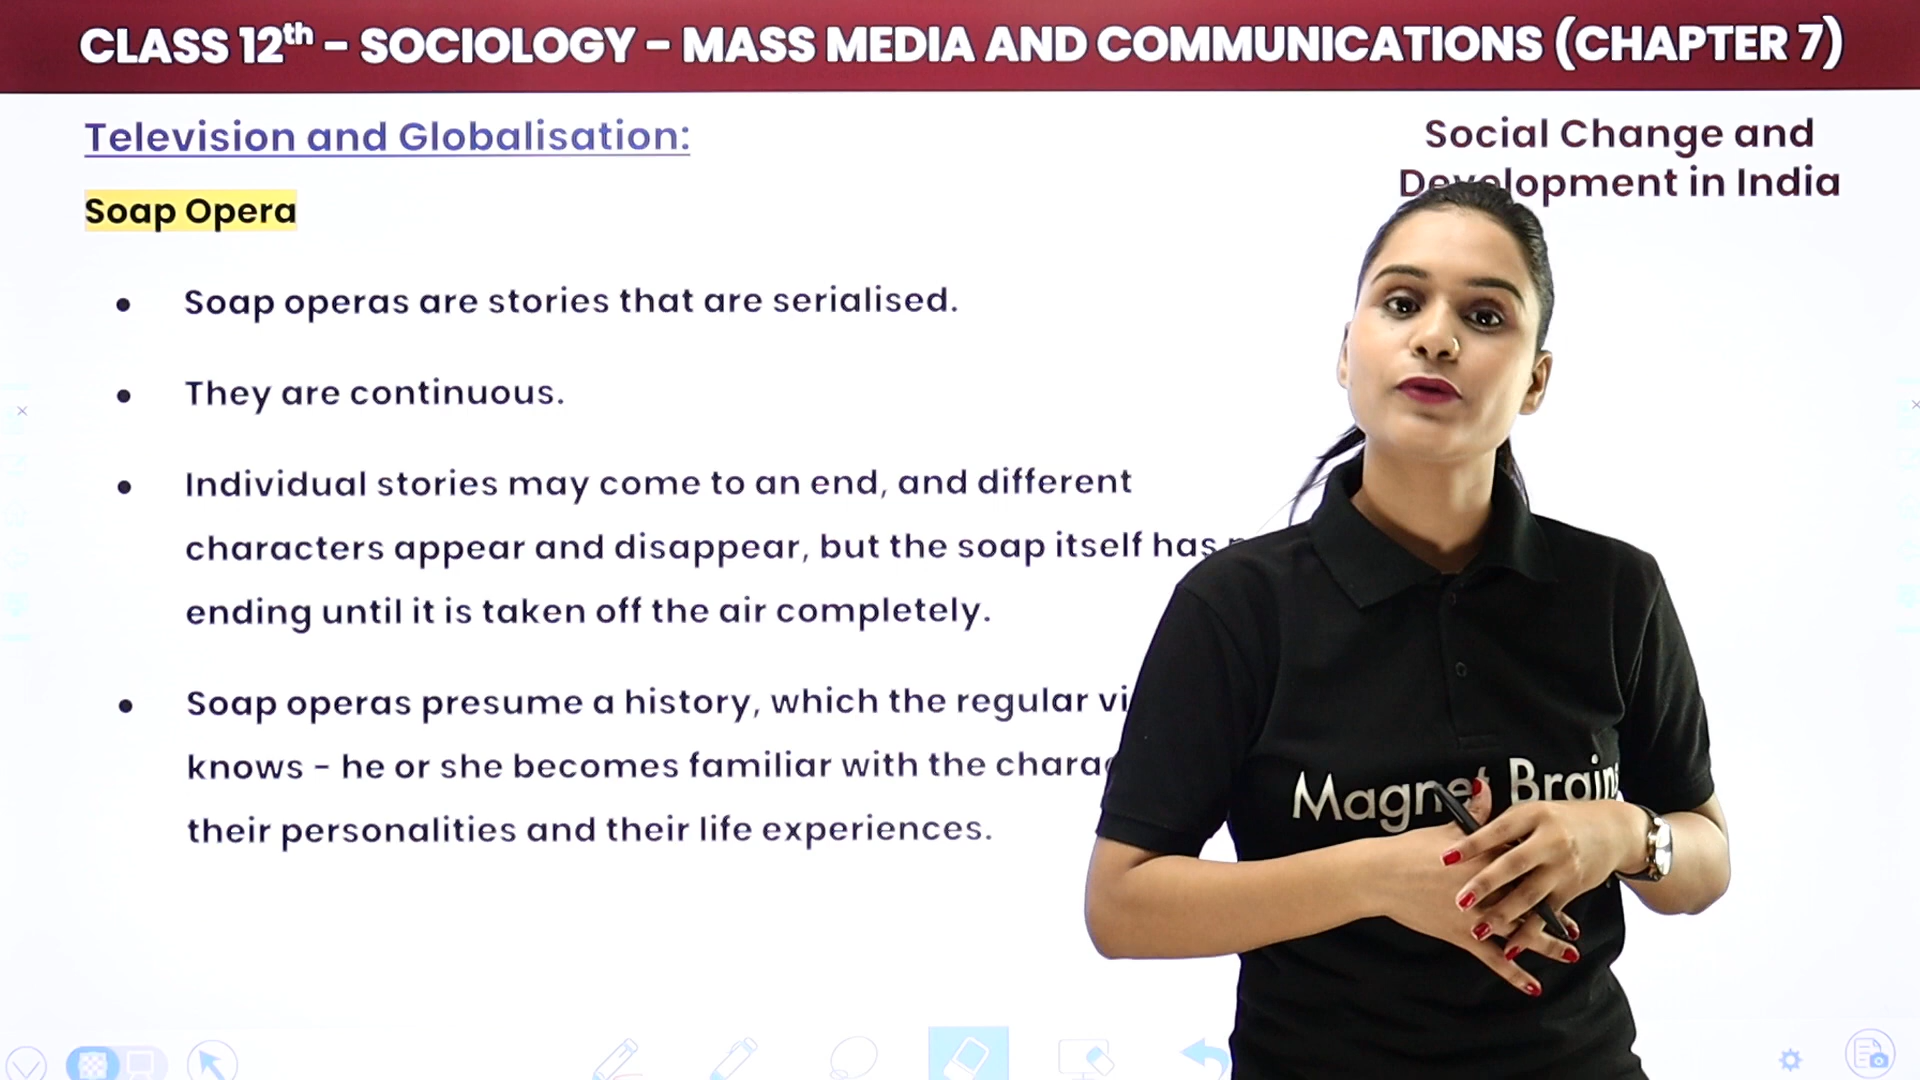 CLASS 12th – SOCIOLOGY – MASS MEDIA AND COMMUNICATIONS (CHAPTER 7)
Television and Globalisation:
Social Change and
Development in India
Soap Opera
• Soap operas are stories that are serialised.
• They are continuous.
• Individual stories may come to an end, and different
characters appear and disappear, but the soap itself has
ending until it is taken off the air completely.
• Soap operas presume a history, which the regular
knows – he or she becomes familiar with the
their personalities and their life experiences.
Magnet Brains